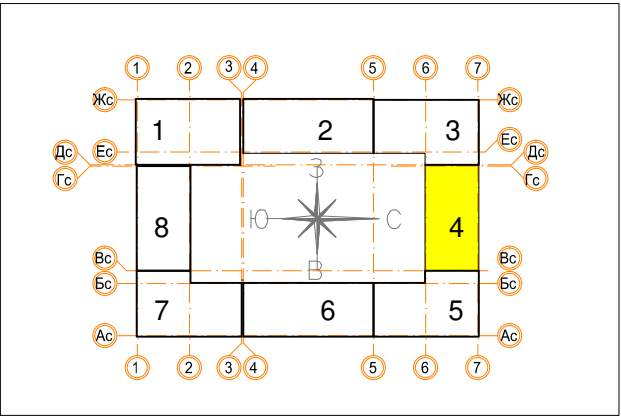 1 2 3 4 5 6 7
Жс Жс
1 2 3
Ес Ес
Дс Дс
Гс Гс
З
8 Ю С 4
В
Вс Вс
Бс Бс
7 6 5
Ас Ас
1 2 3 4 5 6 7